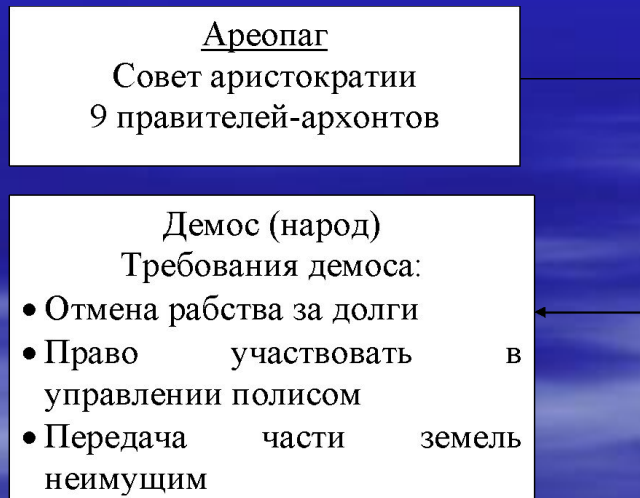 Ареопаг
Совет аристократии
9 правителей-архонтов
Демос (народ)
Требования демоса:
• Отмена рабства за долги
• Право участвовать в
управлении полисом
• Передача части земель
неимущим